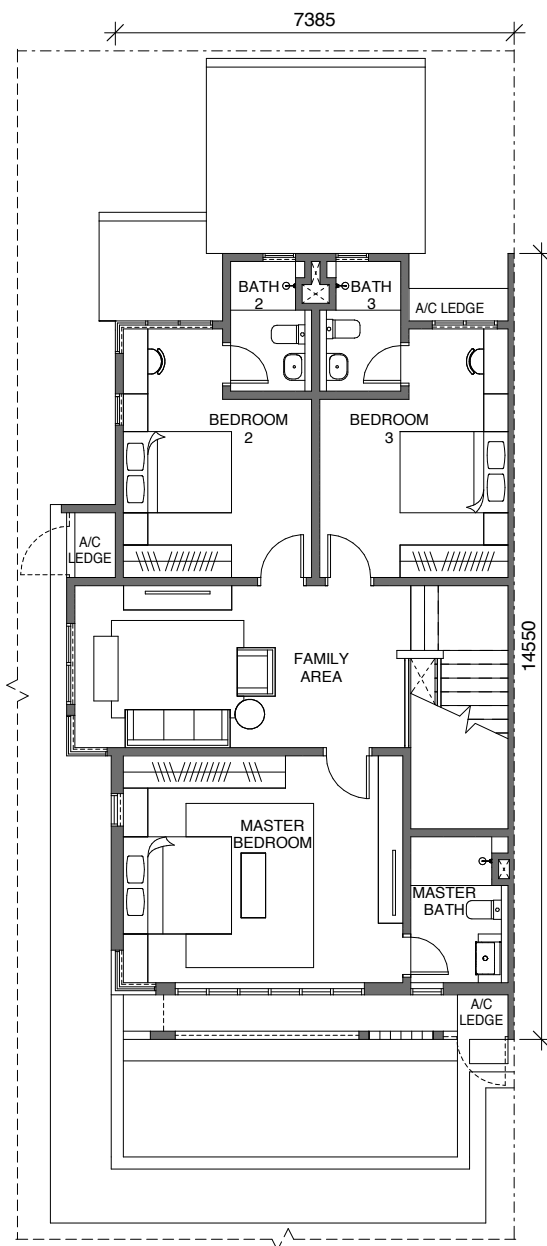 7385
BATH
2
BATH
3
A/C LEDGE
BEDROOM
2
BEDROOM
3
A/C
LEDGE
14550
FAMILY
AREA
MASTER
BEDROOM
MASTER
BATH
A/C
LEDGE